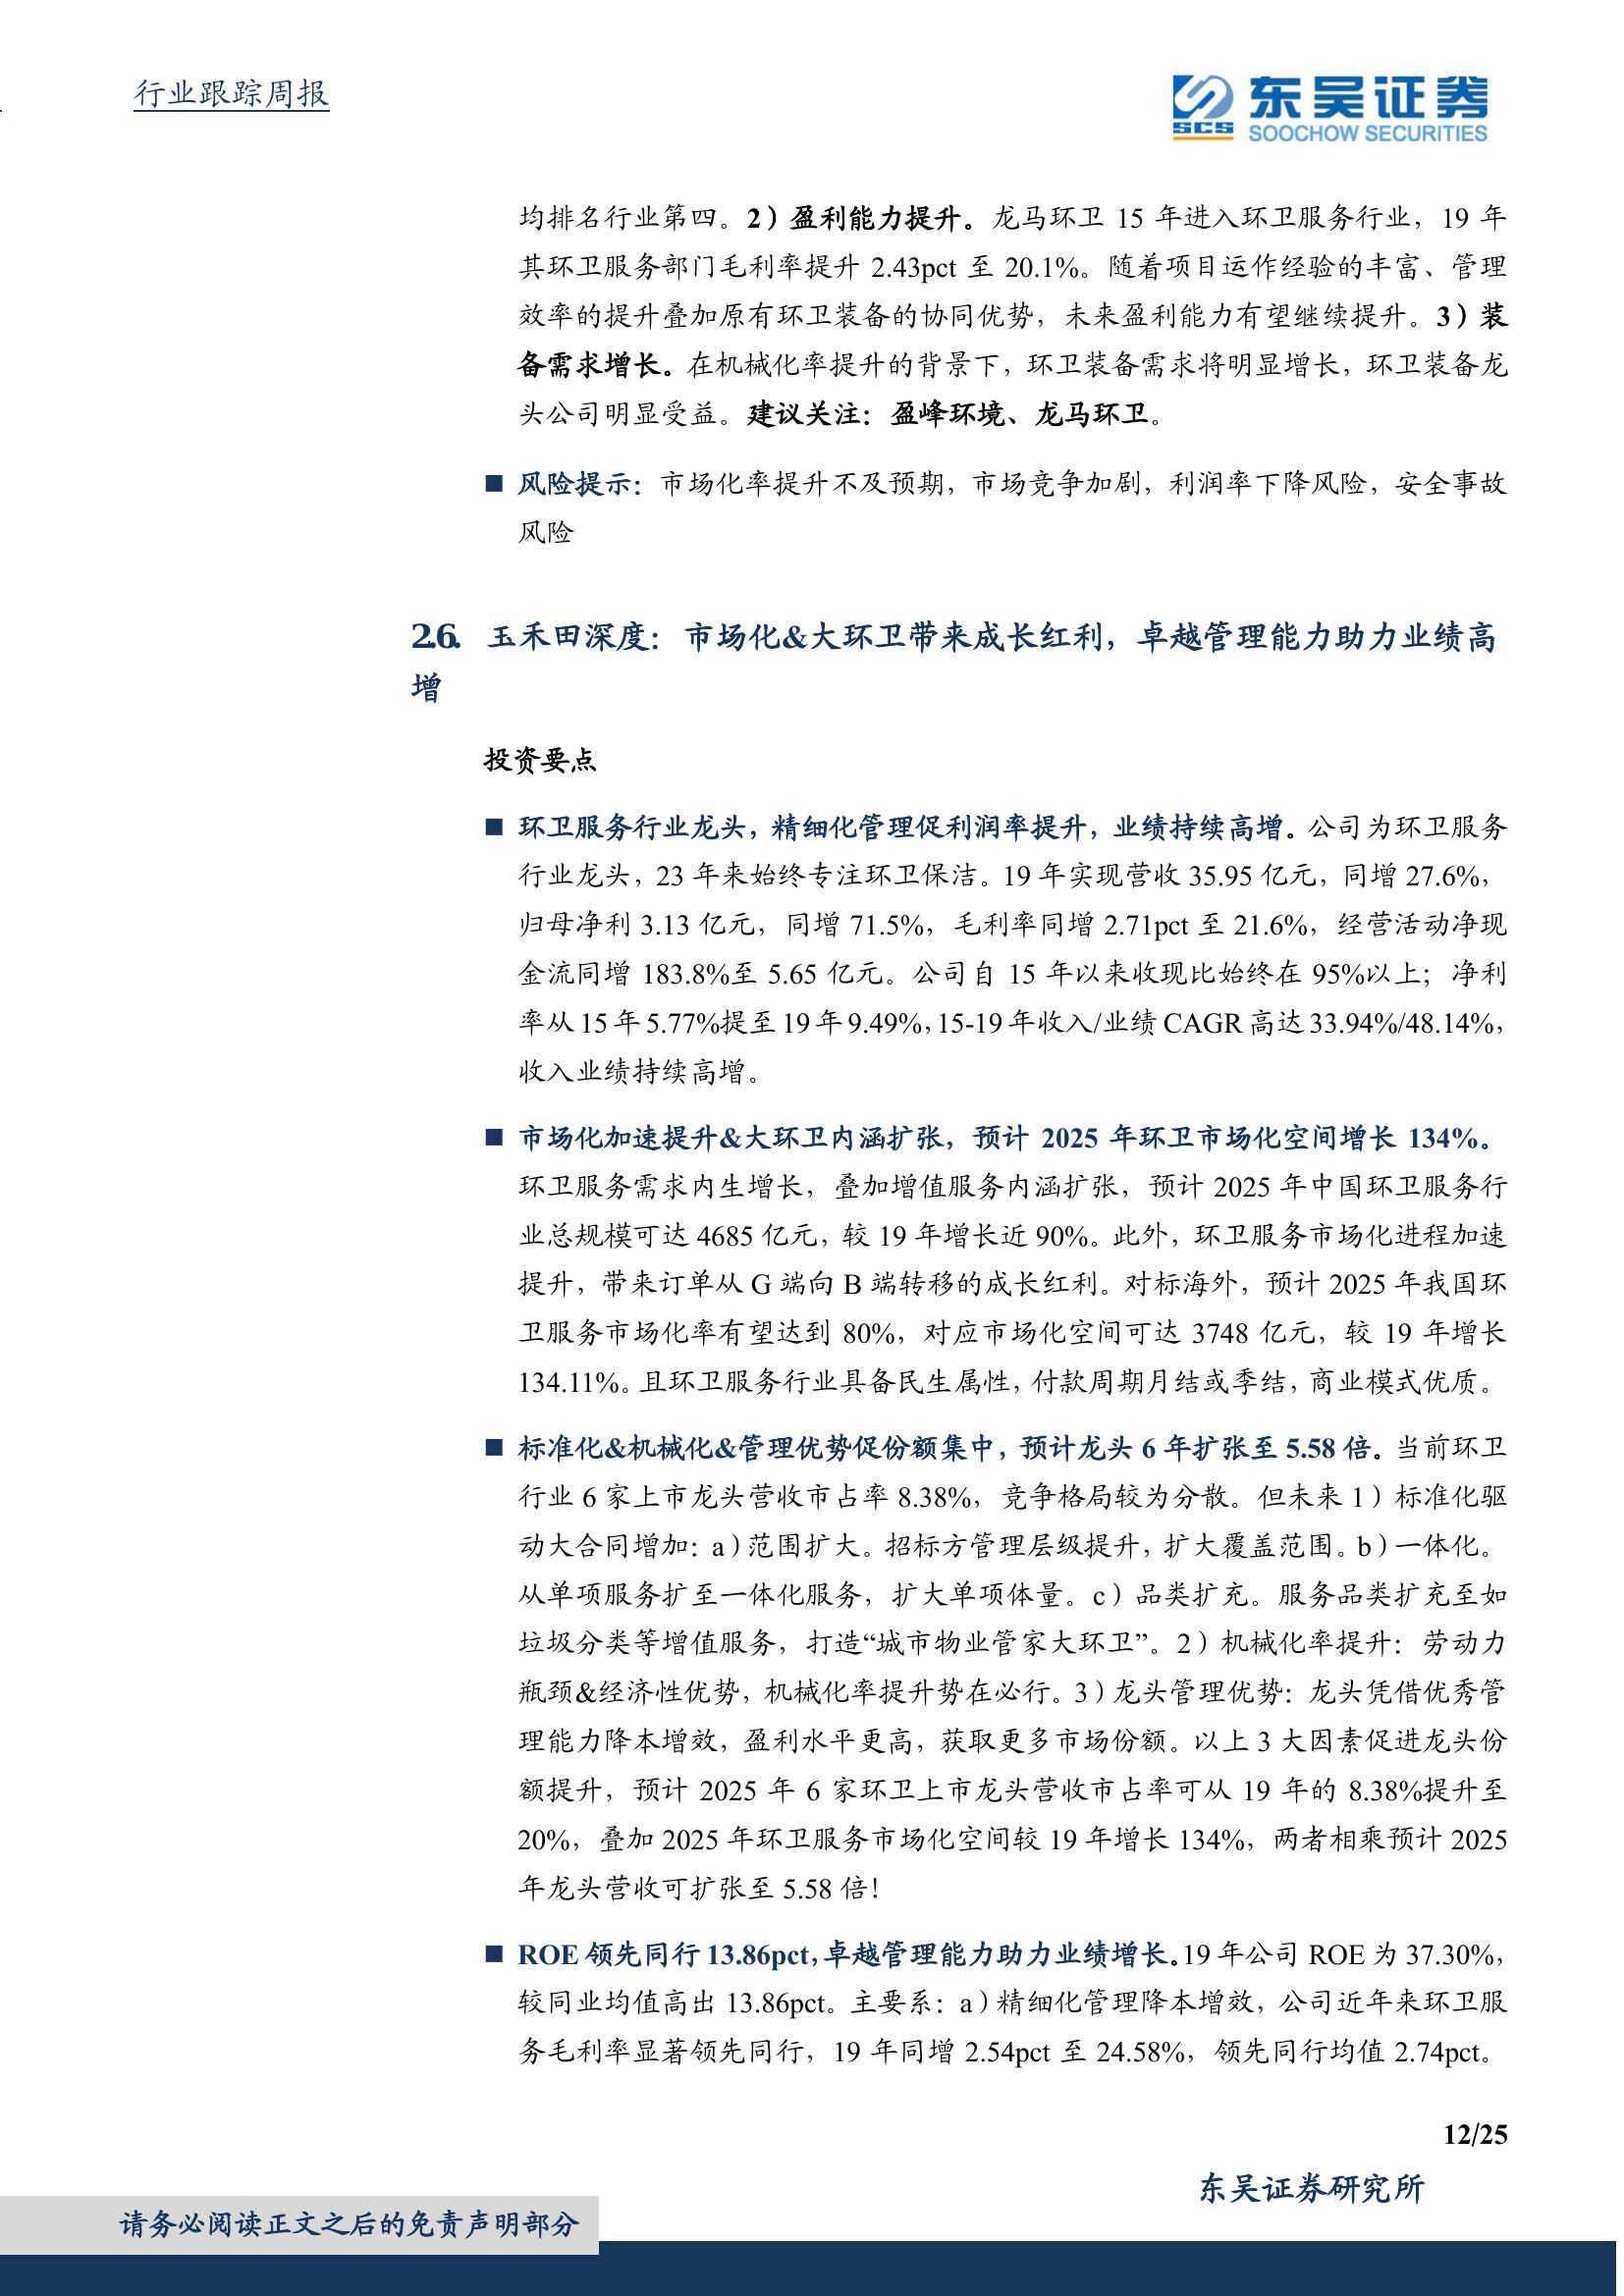 行业跟踪周报
SCS
东吴证券
SOOCHOW SECURITIES
均排名行业第四。2）盈利能力提升。龙马环卫 15 年进入环卫服务行业，19 年
其环卫服务部门毛利率提升 2.43pct 至 20.1%。随着项目运作经验的丰富、管理
效率的提升叠加原有环卫装备的协同优势，未来盈利能力有望继续提升。3）装
备需求增长。在机械化率提升的背景下，环卫装备需求将明显增长，环卫装备龙
头公司明显受益。建议关注：盈峰环境、龙马环卫。
■ 风险提示：市场化率提升不及预期，市场竞争加剧，利润率下降风险，安全事故
风险
2.6. 玉禾田深度：市场化&大环卫带来成长红利，卓越管理能力助力业绩高
增
投资要点
■ 环卫服务行业龙头，精细化管理促利润率提升，业绩持续高增。公司为环卫服务
行业龙头，23 年来始终专注环卫保洁。19 年实现营收 35.95 亿元，同增 27.6%，
归母净利 3.13 亿元，同增 71.5%，毛利率同增 2.71pct 至 21.6%，经营活动净现
金流同增 183.8%至 5.65 亿元。公司自 15 年以来收现比始终在 95%以上；净利
率从 15 年 5.77%提至 19 年 9.49%，15-19 年收入/业绩 CAGR 高达 33.94%/48.14%，
收入业绩持续高增。
■ 市场化加速提升&大环卫内涵扩张，预计 2025 年环卫市场化空间增长 134%。
环卫服务需求内生增长，叠加增值服务内涵扩张，预计 2025 年中国环卫服务行
业总规模可达 4685 亿元，较 19 年增长近 90%。此外，环卫服务市场化进程加速
提升，带来订单从 G 端向 B 端转移的成长红利。对标海外，预计 2025 年我国环
卫服务市场化率有望达到 80%，对应市场化空间可达 3748 亿元，较 19 年增长
134.11%。且环卫服务行业具备民生属性，付款周期月结或季结，商业模式优质。
■ 标准化&机械化&管理优势促份额集中，预计龙头 6 年扩张至 5.58 倍。当前环卫
行业 6 家上市龙头营收市占率 8.38%，竞争格局较为分散。但未来 1）标准化驱
动大合同增加：a）范围扩大。招标方管理层级提升，扩大覆盖范围。b）一体化。
从单项服务扩至一体化服务，扩大单项体量。c）品类扩充。服务品类扩充至如
垃圾分类等增值服务，打造“城市物业管家大环卫”。2）机械化率提升：劳动力
瓶颈&经济性优势，机械化率提升势在必行。3）龙头管理优势：龙头凭借优秀管
理能力降本增效，盈利水平更高，获取更多市场份额。以上 3 大因素促进龙头份
额提升，预计 2025 年 6 家环卫上市龙头营收市占率可从 19 年的 8.38%提升至
20%，叠加 2025 年环卫服务市场化空间较 19 年增长 134%，两者相乘预计 2025
年龙头营收可扩张至 5.58 倍！
■ ROE 领先同行 13.86pct，卓越管理能力助力业绩增长。19 年公司 ROE 为 37.30%，
较同业均值高出 13.86pct。主要系：a）精细化管理降本增效，公司近年来环卫服
务毛利率显著领先同行，19 年同增 2.54pct 至 24.58%，领先同行均值 2.74pct。
12/25
东吴证券研究所
请务必阅读正文之后的免责声明部分